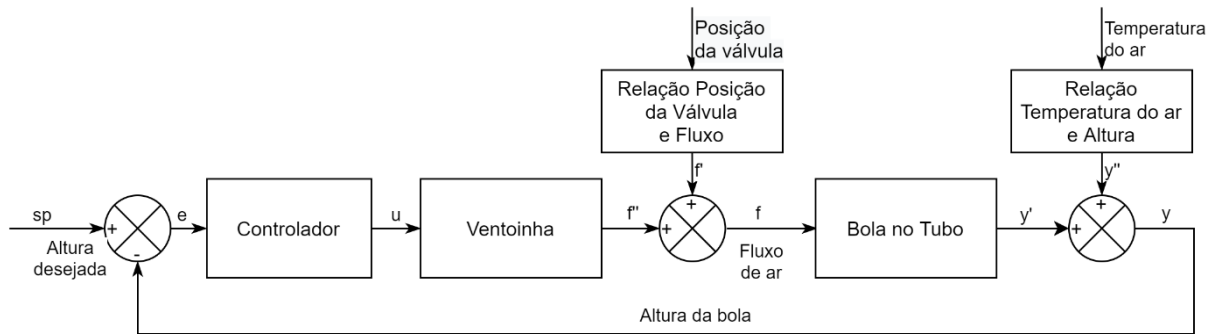 Posição
da válvula
Temperatura
do ar
Relação Posição
da Válvula
e Fluxo
Relação
Temperatura do ar
e Altura
f'
y"
sp
+
Altura
desejada
-
e
Controlador
u
Ventoinha
f"
+
+
f
Fluxo
de ar
Bola no Tubo
y'
+
+
y
Altura da bola